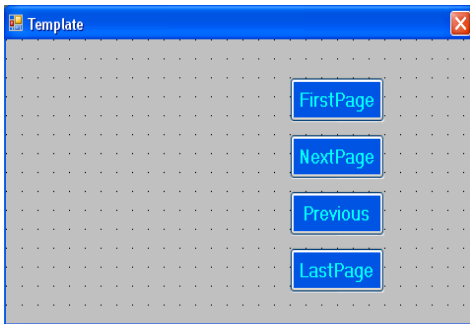 Template
FirstPage
NextPage
Previous
LastPage